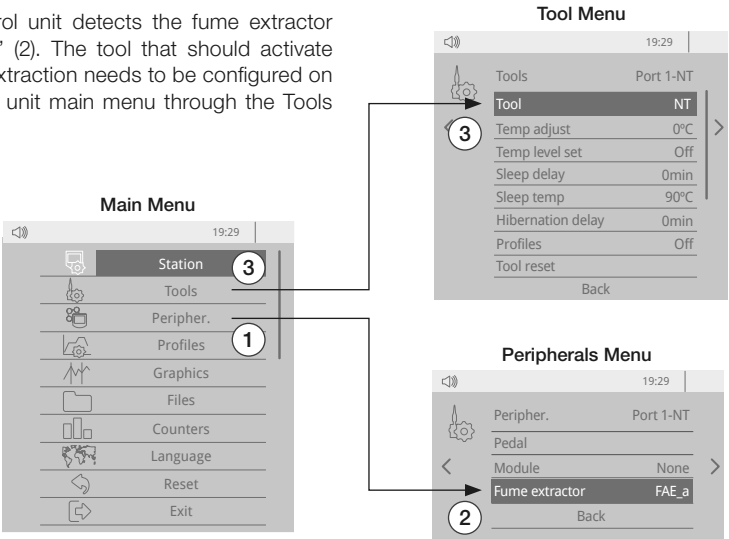 rol unit detects the fume extractor
” (2). The tool that should activate
xtraction needs to be configured on
unit main menu through the Tools
Main Menu
19:29
Station
3
Tools
Peripher.
1
Profiles
Graphics
Files
Counters
Language
Reset
Exit
Tool Menu
19:29
Tools Port 1-NT
Tool NT
3
Temp adjust 0ºC
Temp level set Off
Sleep delay 0min
Sleep temp 90ºC
Hibernation delay 0min
Profiles Off
Tool reset
Back
Peripherals Menu
19:29
Peripher. Port 1-NT
Pedal
Module None
Fume extractor FAE_a
2
Back